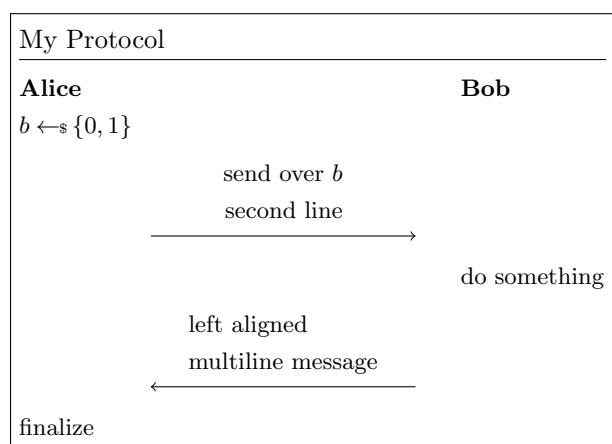 My Protocol
Alice Bob
b ←$ {0, 1}
send over b
second line
do something
left aligned
multiline message
finalize